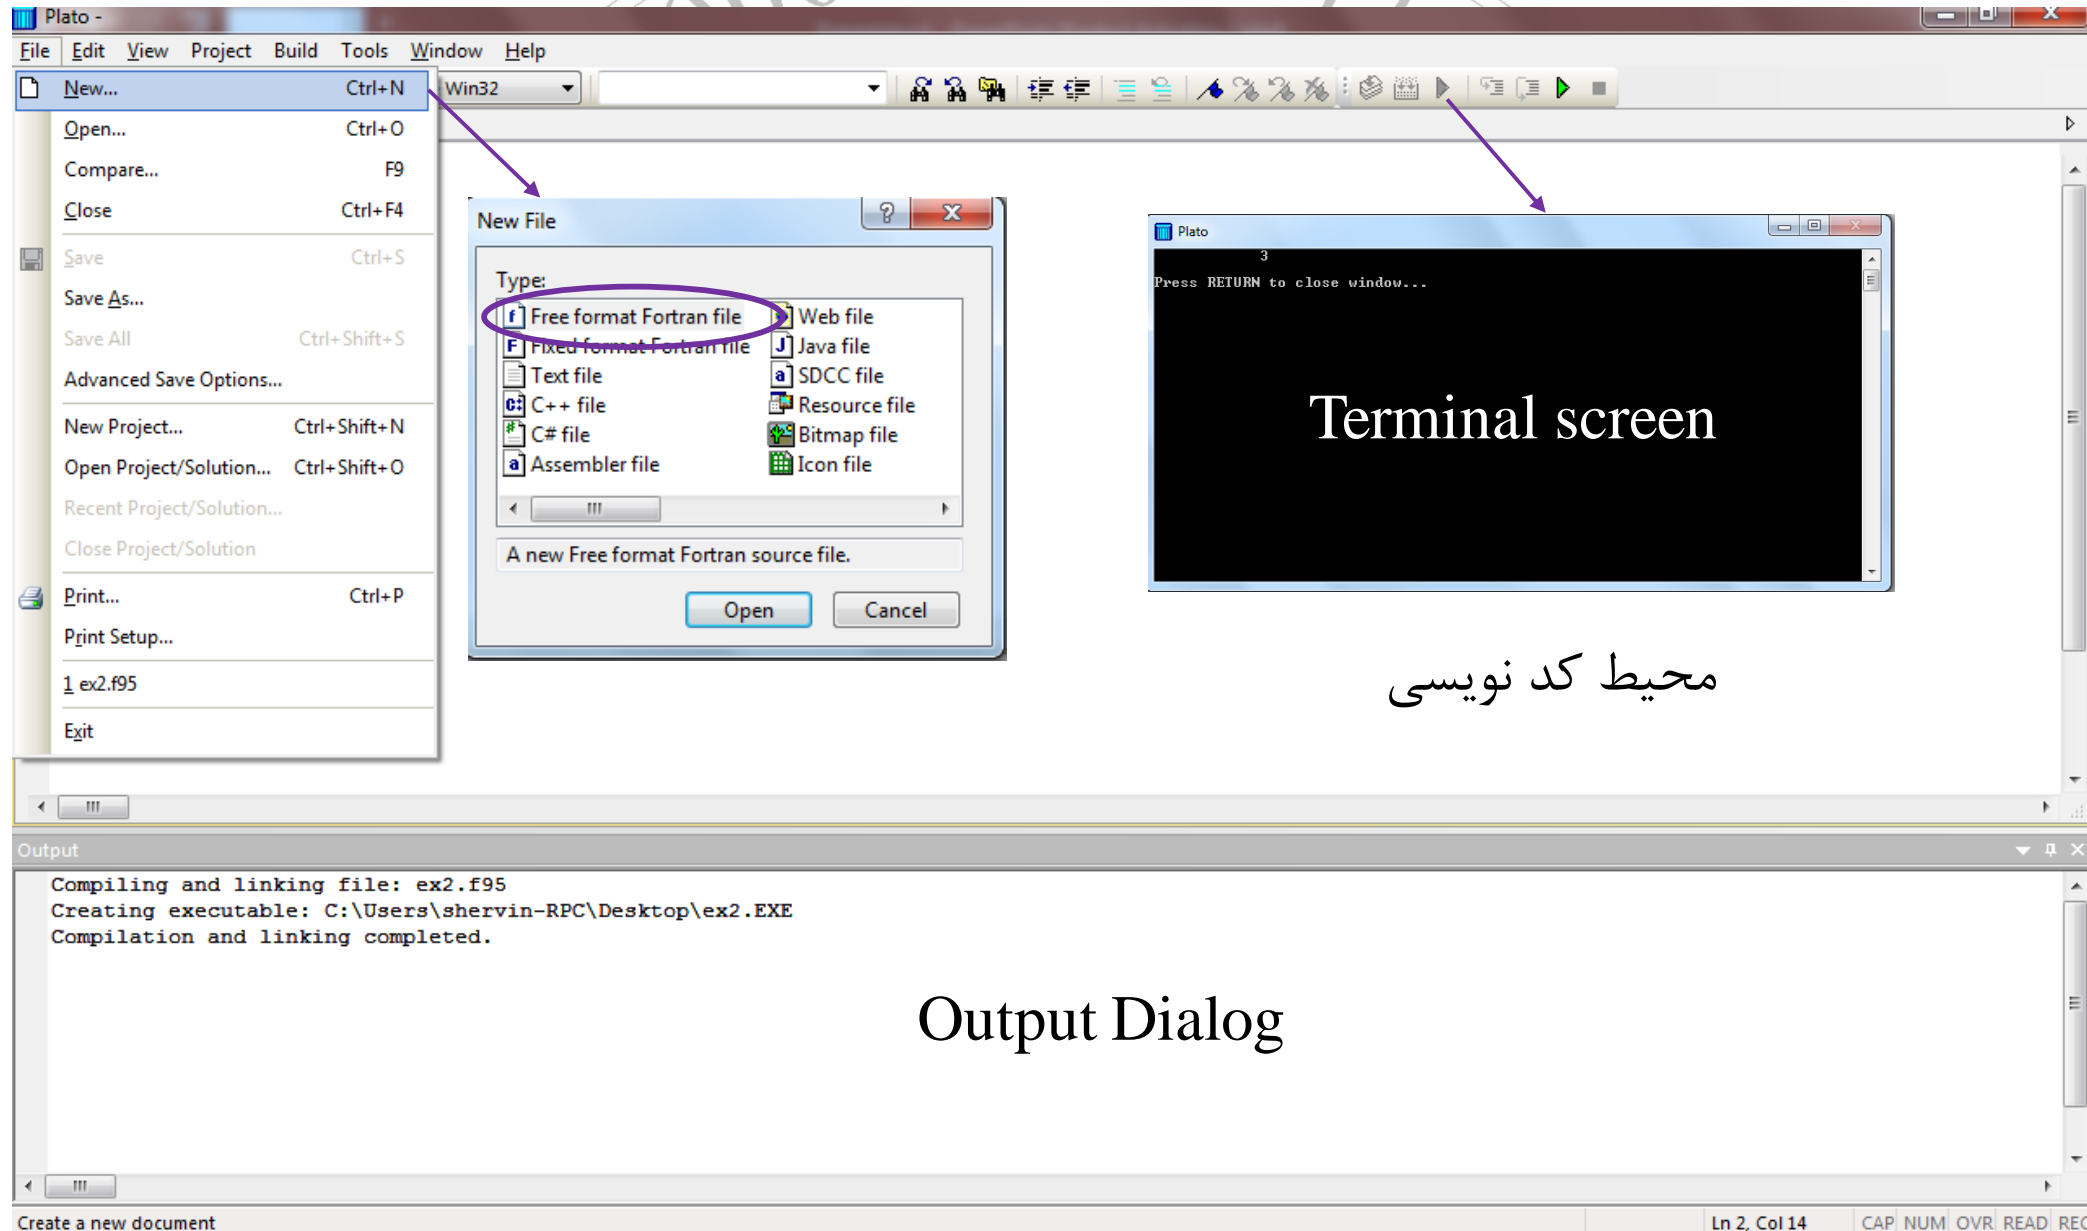 Plato -
File Edit View Project Build Tools Window Help
New... Ctrl+N
Win32
Open... Ctrl+O
Compare... F9
Close Ctrl+F4
Save Ctrl+S
Save As...
Save All Ctrl+Shift+S
Advanced Save Options...
New Project... Ctrl+Shift+N
Open Project/Solution... Ctrl+Shift+O
Recent Project/Solution...
Close Project/Solution
Print... Ctrl+P
Print Setup...
1 ex2.f95
Exit
New File
Type:
Free format Fortran file
Fixed format Fortran file
Text file
C++ file
C# file
Assembler file
Web file
Java file
SDCC file
Resource file
Bitmap file
Icon file
A new Free format Fortran source file.
Open Cancel
Plato
3
Press RETURN to close window...
Terminal screen
محیط کد نویسی
Output
Compiling and linking file: ex2.f95
Creating executable: C:\Users\shervin-RPC\Desktop\ex2.EXE
Compilation and linking completed.
Output Dialog
Create a new document
Ln 2, Col 14 CAP NUM OVR READ REC